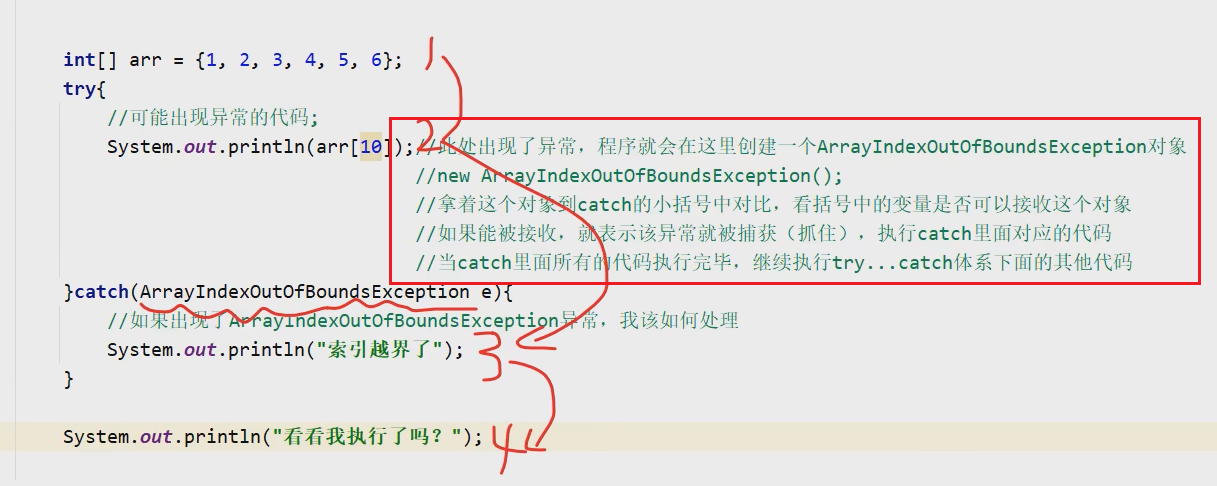 int[] arr = {1, 2, 3, 4, 5, 6}; 1
try{
//可能出现异常的代码;
System.out.println(arr[10]);2//此处出现了异常，程序就会在这里创建一个ArrayIndexOutOfBoundsException对象
//new ArrayIndexOutOfBoundsException();
//拿着这个对象到catch的小括号中对比，看括号中的变量是否可以接收这个对象
//如果能被接收，就表示该异常就被捕获（抓住），执行catch里面对应的代码
//当catch里面所有的代码执行完毕，继续执行try...catch体系下面的其他代码
}catch(ArrayIndexOutOfBoundsException e){
//如果出现了ArrayIndexOutOfBoundsException异常，我该如何处理
System.out.println("索引越界了"); 3
}
System.out.println("看看我执行了吗？"); 4